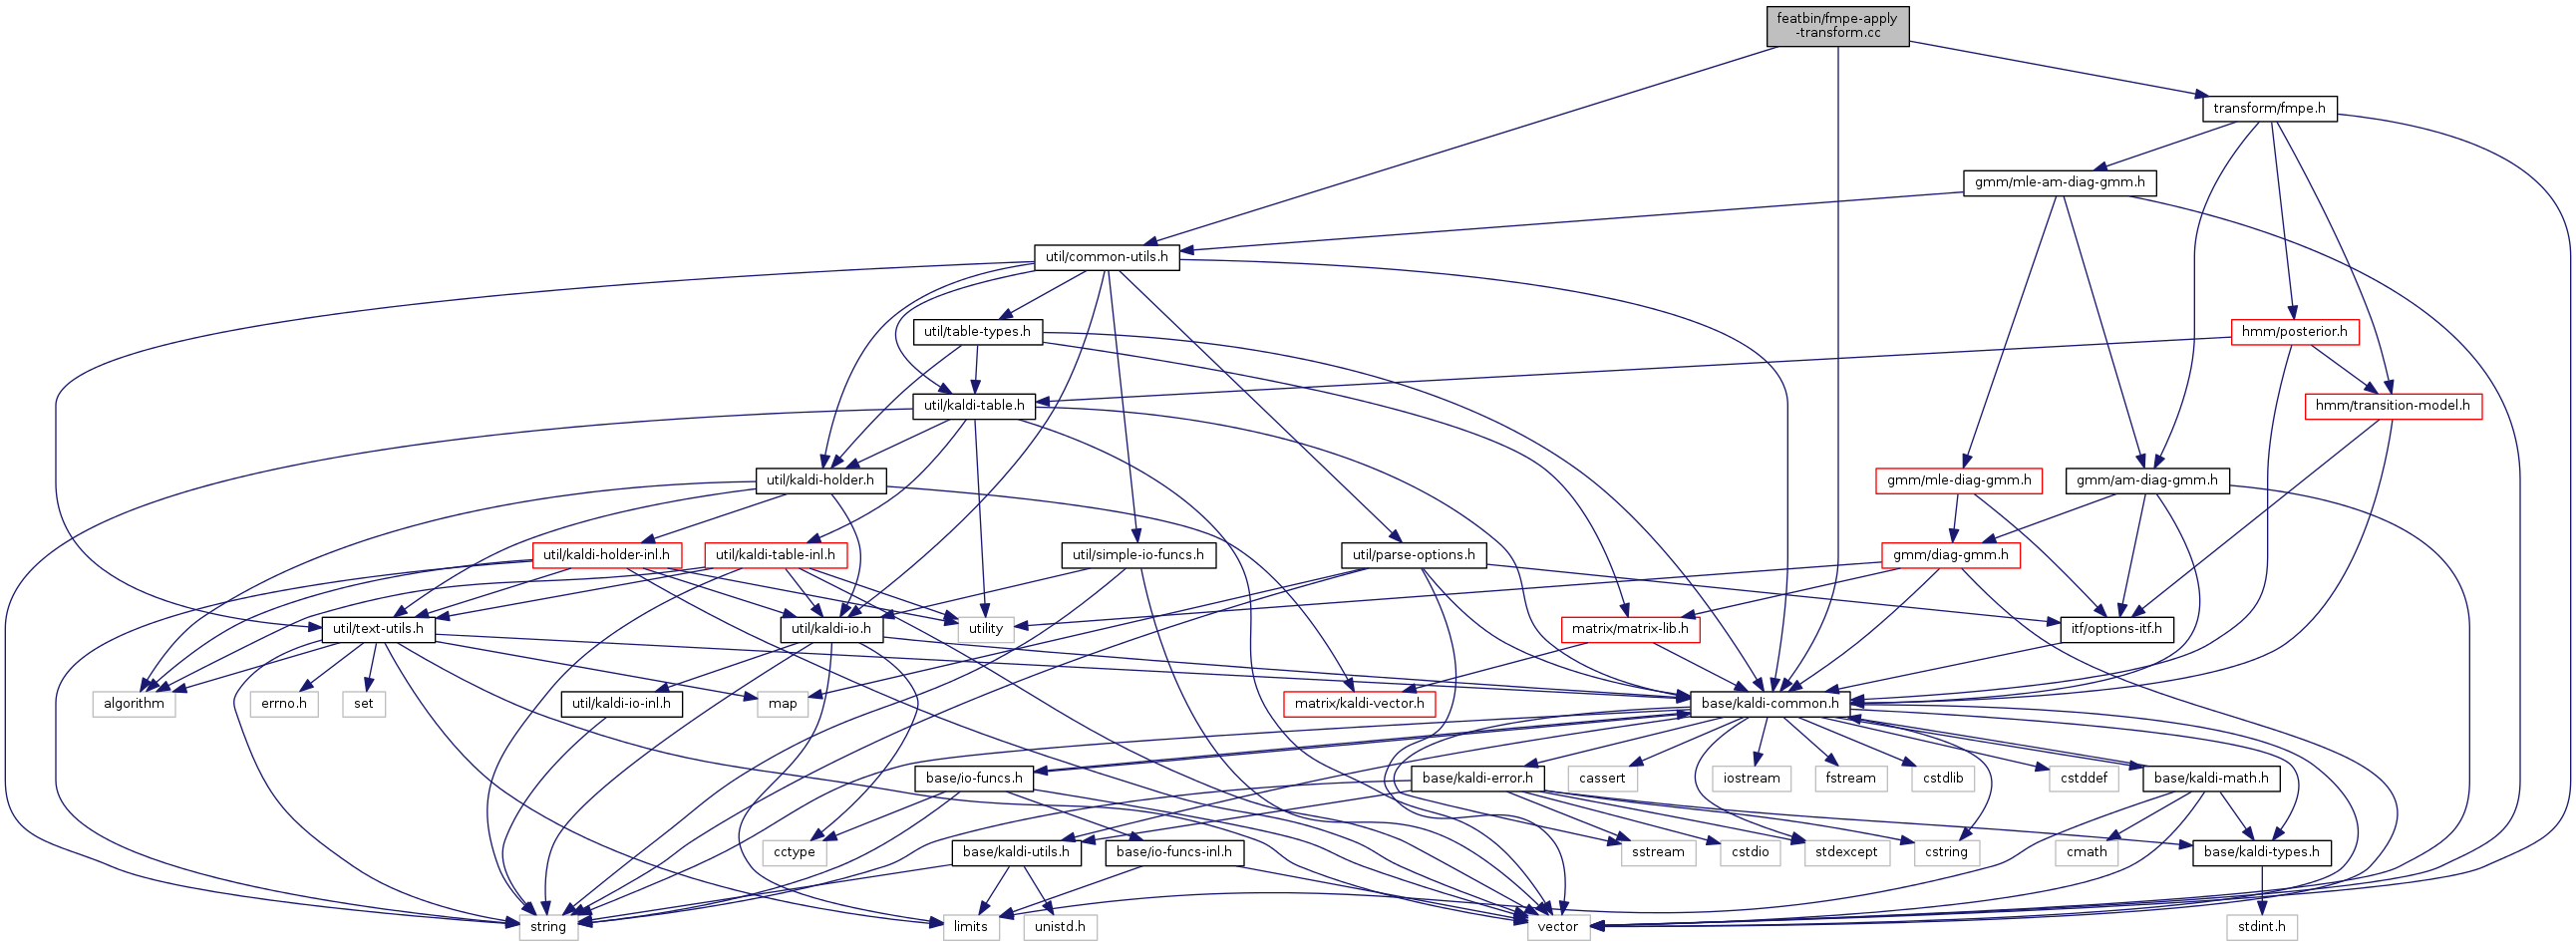 featbin/fmpe-apply
-transform.cc
transform/fmpe.h
gmm/mle-am-diag-gmm.h
util/common-utils.h
util/table-types.h
hmm/posterior.h
util/kaldi-table.h
hmm/transition-model.h
util/kaldi-holder.h
gmm/mle-diag-gmm.h
gmm/am-diag-gmm.h
util/kaldi-holder-inl.h
util/kaldi-table-inl.h
util/simple-io-funcs.h
util/parse-options.h
gmm/diag-gmm.h
util/text-utils.h
util/kaldi-io.h
utility
matrix/matrix-lib.h
itf/options-itf.h
algorithm
errno.h
set
util/kaldi-io-inl.h
map
matrix/kaldi-vector.h
base/kaldi-common.h
base/io-funcs.h
base/kaldi-error.h
cassert
iostream
fstream
cstdlib
cstddef
base/kaldi-math.h
cctype
base/kaldi-utils.h
base/io-funcs-inl.h
sstream
cstdio
stdexcept
cstring
cmath
base/kaldi-types.h
string
limits
unistd.h
vector
stdint.h